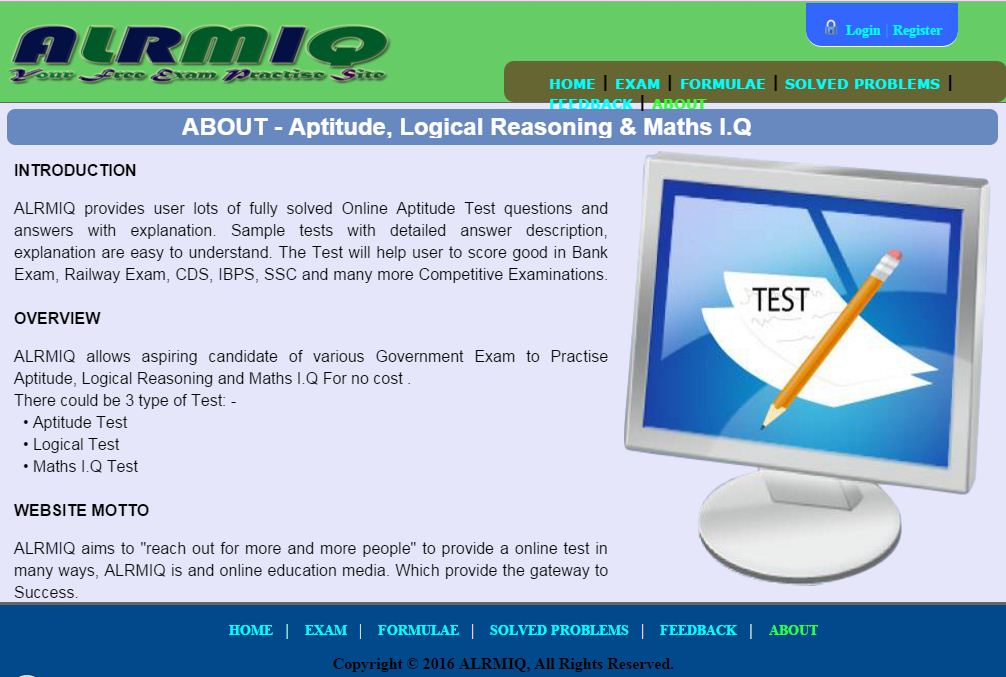 ALRMIQ
Your Free Exam Practise Site
Login | Register
HOME | EXAM | FORMULAE | SOLVED PROBLEMS |
FEEDBACK | ABOUT
ABOUT - Aptitude, Logical Reasoning & Maths I.Q
INTRODUCTION
ALRMIQ provides user lots of fully solved Online Aptitude Test questions and
answers with explanation. Sample tests with detailed answer description,
explanation are easy to understand. The Test will help user to score good in Bank
Exam, Railway Exam, CDS, IBPS, SSC and many more Competitive Examinations.
OVERVIEW
ALRMIQ allows aspiring candidate of various Government Exam to Practise
Aptitude, Logical Reasoning and Maths I.Q For no cost .
There could be 3 type of Test: -
• Aptitude Test
• Logical Test
• Maths I.Q Test
WEBSITE MOTTO
ALRMIQ aims to "reach out for more and more people" to provide a online test in
many ways, ALRMIQ is and online education media. Which provide the gateway to
Success.
TEST
HOME | EXAM | FORMULAE | SOLVED PROBLEMS | FEEDBACK | ABOUT
Copyright © 2016 ALRMIQ, All Rights Reserved.